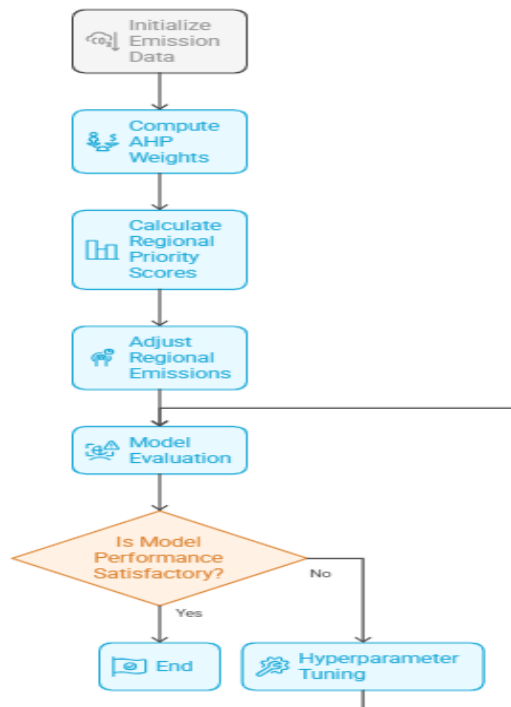 Initialize
Emission
Data
Compute
AHP
Weights
Calculate
Regional
Priority
Scores
Adjust
Regional
Emissions
Model
Evaluation
Is Model
Performance
Satisfactory?
No
Yes
End
Hyperparameter
Tuning